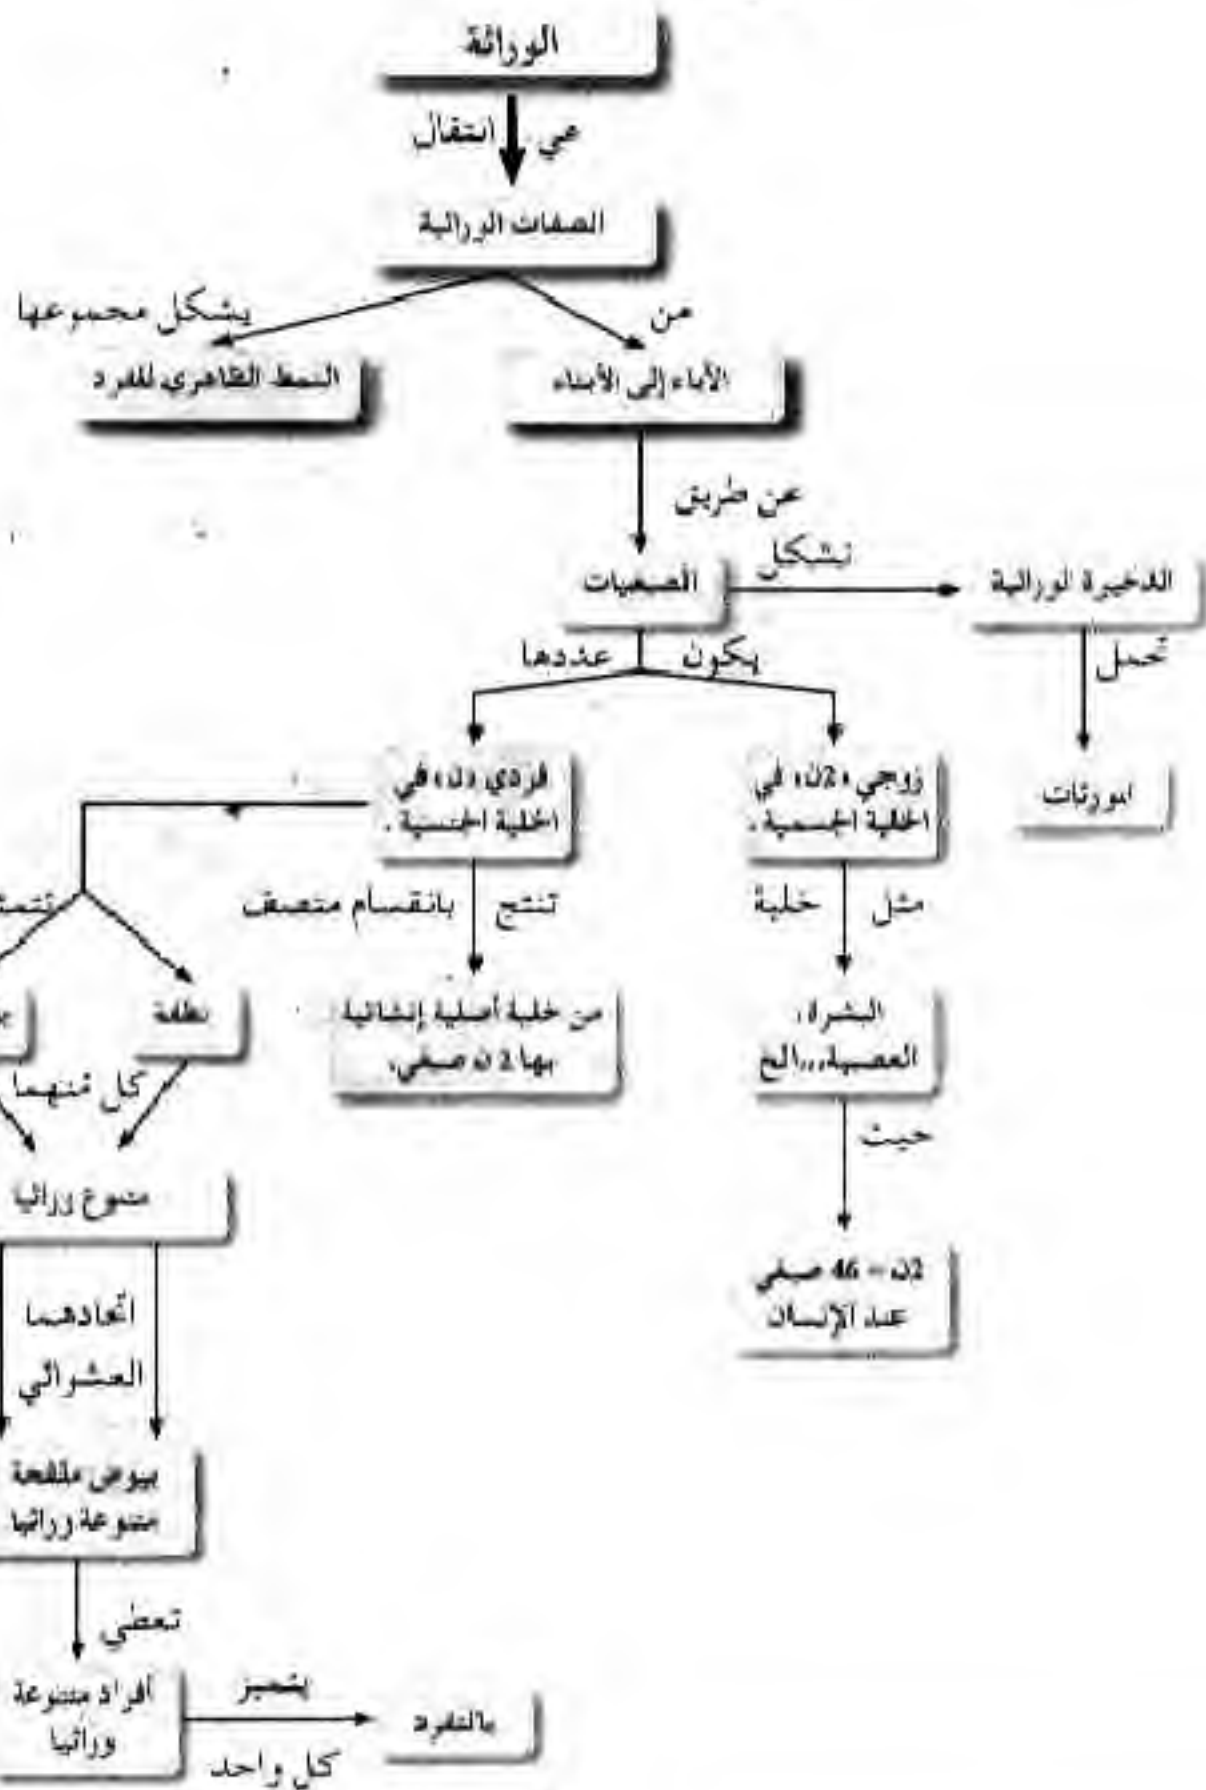 الوراثة
هي انتقال
الصفات الوراثية
من
يشكل مجموعها
الآباء إلى الأبناء
النمط الظاهري للفرد
عن طريق
الصبغيات
تشكل
الذخيرة الوراثية
تحمل
المورثات
يكون عددها
زوجي «2ن» في
الخلية الجسمية.
فردي «ن» في
الخلية الجنسية.
مثل خلية
تنتج بانقسام منصف
البشرة،
العصبية...الخ
من خلية أصلية إنشائية
بها 2 ن صبغي.
نطفة
كل منهما
حيث
متنوع وراثيا
2ن = 46 صبغي
عند الإنسان
اتحادهما
العشوائي
بيوض ملقحة
متنوعة وراثيا
تعطي
أفراد متنوعة
وراثيا
يتميز
كل واحد
بالتفرد